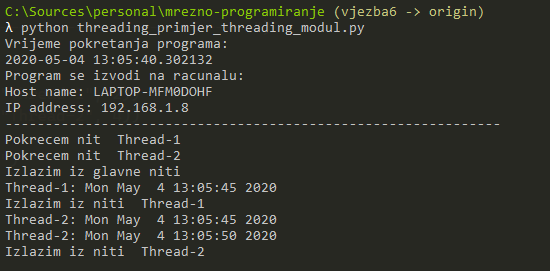 C:\Sources\personal\mrezno-programiranje (vjezba6 -> origin)
λ python threading_primjer_threading_modul.py
Vrijeme pokretanja programa:
2020-05-04 13:05:40.302132
Program se izvodi na racunalu:
Host name: LAPTOP-MFM0DOHF
IP address: 192.168.1.8
------------------------------------------------------------
Pokrecem nit  Thread-1
Pokrecem nit  Thread-2
Izlazim iz glavne niti
Thread-1: Mon May  4 13:05:45 2020
Izlazim iz niti  Thread-1
Thread-2: Mon May  4 13:05:45 2020
Thread-2: Mon May  4 13:05:50 2020
Izlazim iz niti  Thread-2